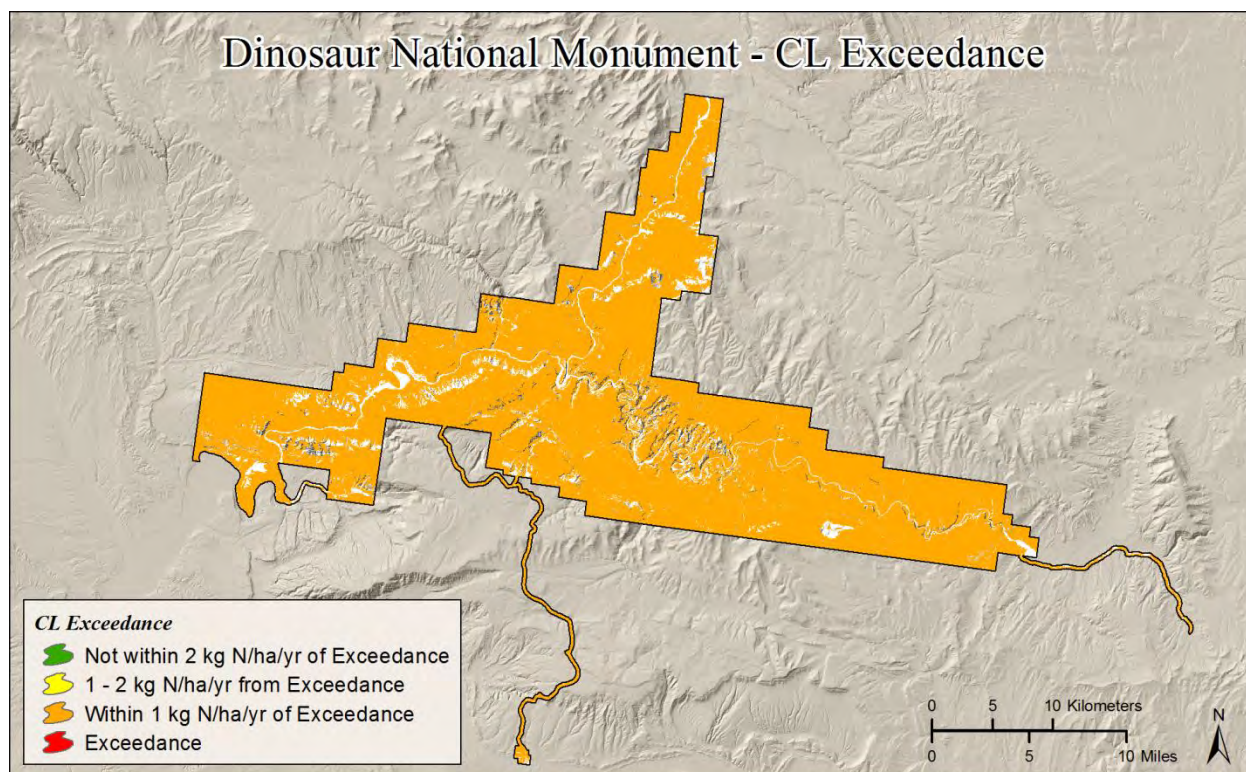 Dinosaur National Monument - CL Exceedance
CL Exceedance
Not within 2 kg N/ha/yr of Exceedance
1 - 2 kg N/ha/yr from Exceedance
Within 1 kg N/ha/yr of Exceedance
Exceedance
0 5 10 Kilometers
0 5 10 Miles
N